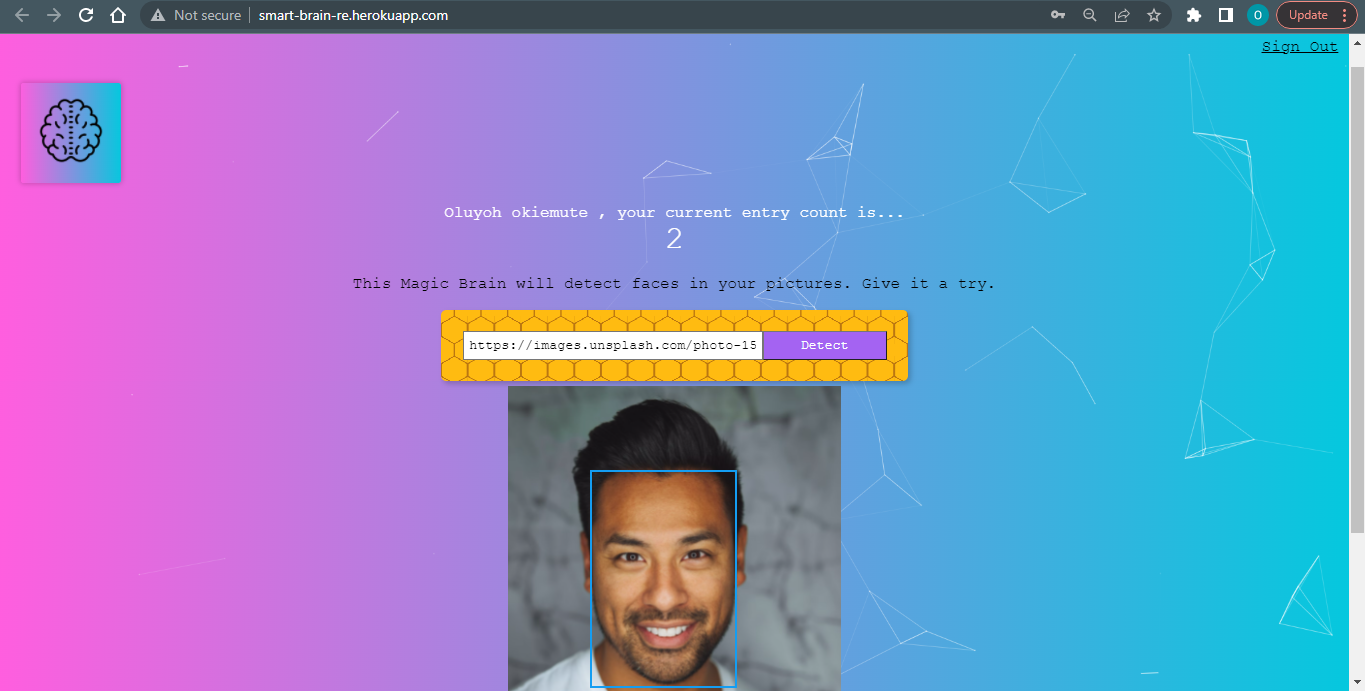 Not secure
smart-brain-re.herokuapp.com
O
Update
Sign Out
Oluyoh okiemute , your current entry count is...
2
This Magic Brain will detect faces in your pictures. Give it a try.
https://images.unsplash.com/photo-15
Detect